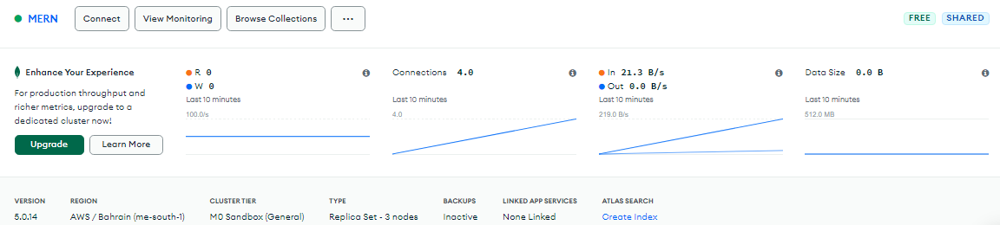 MERN Connect View Monitoring Browse Collections ... FREE SHARED
Enhance Your Experience
For production throughput and
richer metrics, upgrade to a
dedicated cluster now!
Upgrade Learn More
R 0
W 0
Last 10 minutes
100.0/s
Connections 4.0
Last 10 minutes
4.0
In 21.3 B/s
Out 0.0 B/s
Last 10 minutes
219.0 B/s
Data Size 0.0 B
Last 10 minutes
512.0 MB
VERSION REGION CLUSTER TIER TYPE BACKUPS LINKED APP SERVICES ATLAS SEARCH
5.0.14 AWS / Bahrain (me-south-1) M0 Sandbox (General) Replica Set - 3 nodes Inactive None Linked Create Index